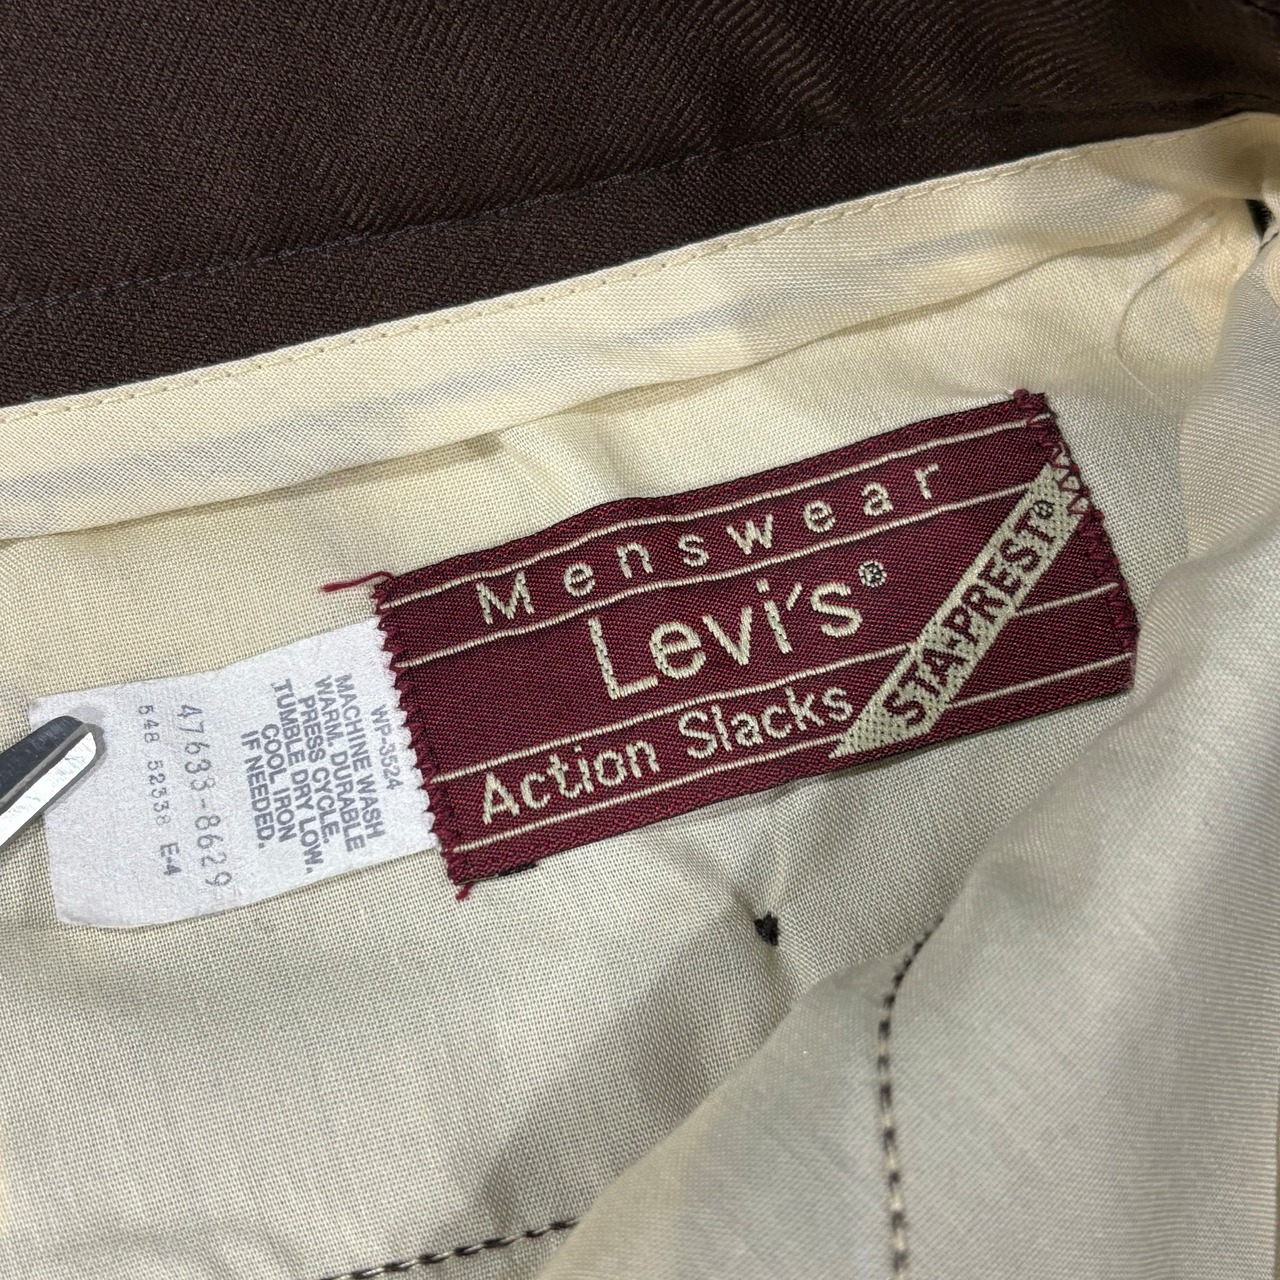 Menswear
Levi's®
Action Slacks
STA-PREST®
WP-3524
MACHINE WASH
WARM. DURABLE
PRESS CYCLE.
TUMBLE DRY LOW.
COOL IRON
IF NEEDED.
47633-8629
548 52338 E-4